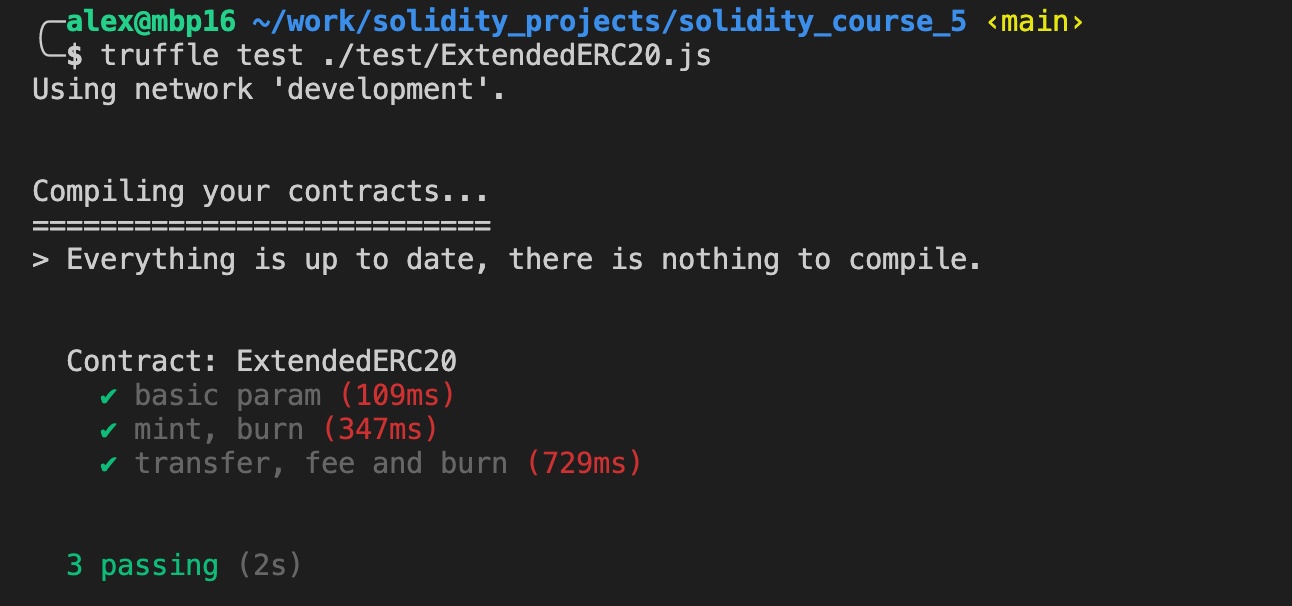 alex@mbp16 ~/work/solidity_projects/solidity_course_5 ‹main›
$ truffle test ./test/ExtendedERC20.js
Using network 'development'.
Compiling your contracts...
===========================
> Everything is up to date, there is nothing to compile.
Contract: ExtendedERC20
✔ basic param (109ms)
✔ mint, burn (347ms)
✔ transfer, fee and burn (729ms)
3 passing (2s)